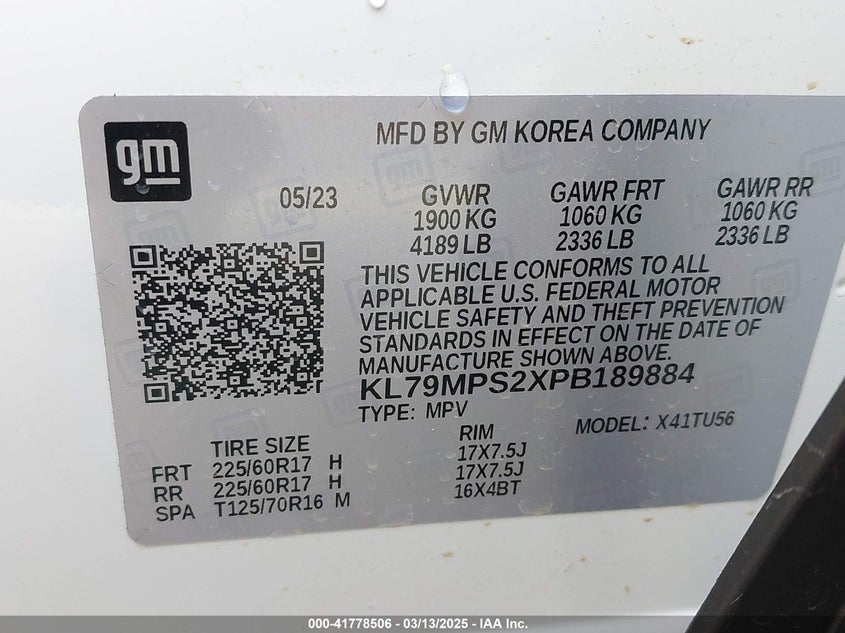 gm
MFD BY GM KOREA COMPANY
05/23 GVWR GAWR FRT GAWR RR
1900 KG 1060 KG 1060 KG
4189 LB 2336 LB 2336 LB
THIS VEHICLE CONFORMS TO ALL
APPLICABLE U.S. FEDERAL MOTOR
VEHICLE SAFETY AND THEFT PREVENTION
STANDARDS IN EFFECT ON THE DATE OF
MANUFACTURE SHOWN ABOVE.
KL79MPS2XPB189884
TYPE: MPV MODEL: X41TU56
TIRE SIZE RIM
FRT 225/60R17 H 17X7.5J
RR 225/60R17 H 17X7.5J
SPA T125/70R16 M 16X4BT
000-41778506 - 03/13/2025 - IAA Inc.